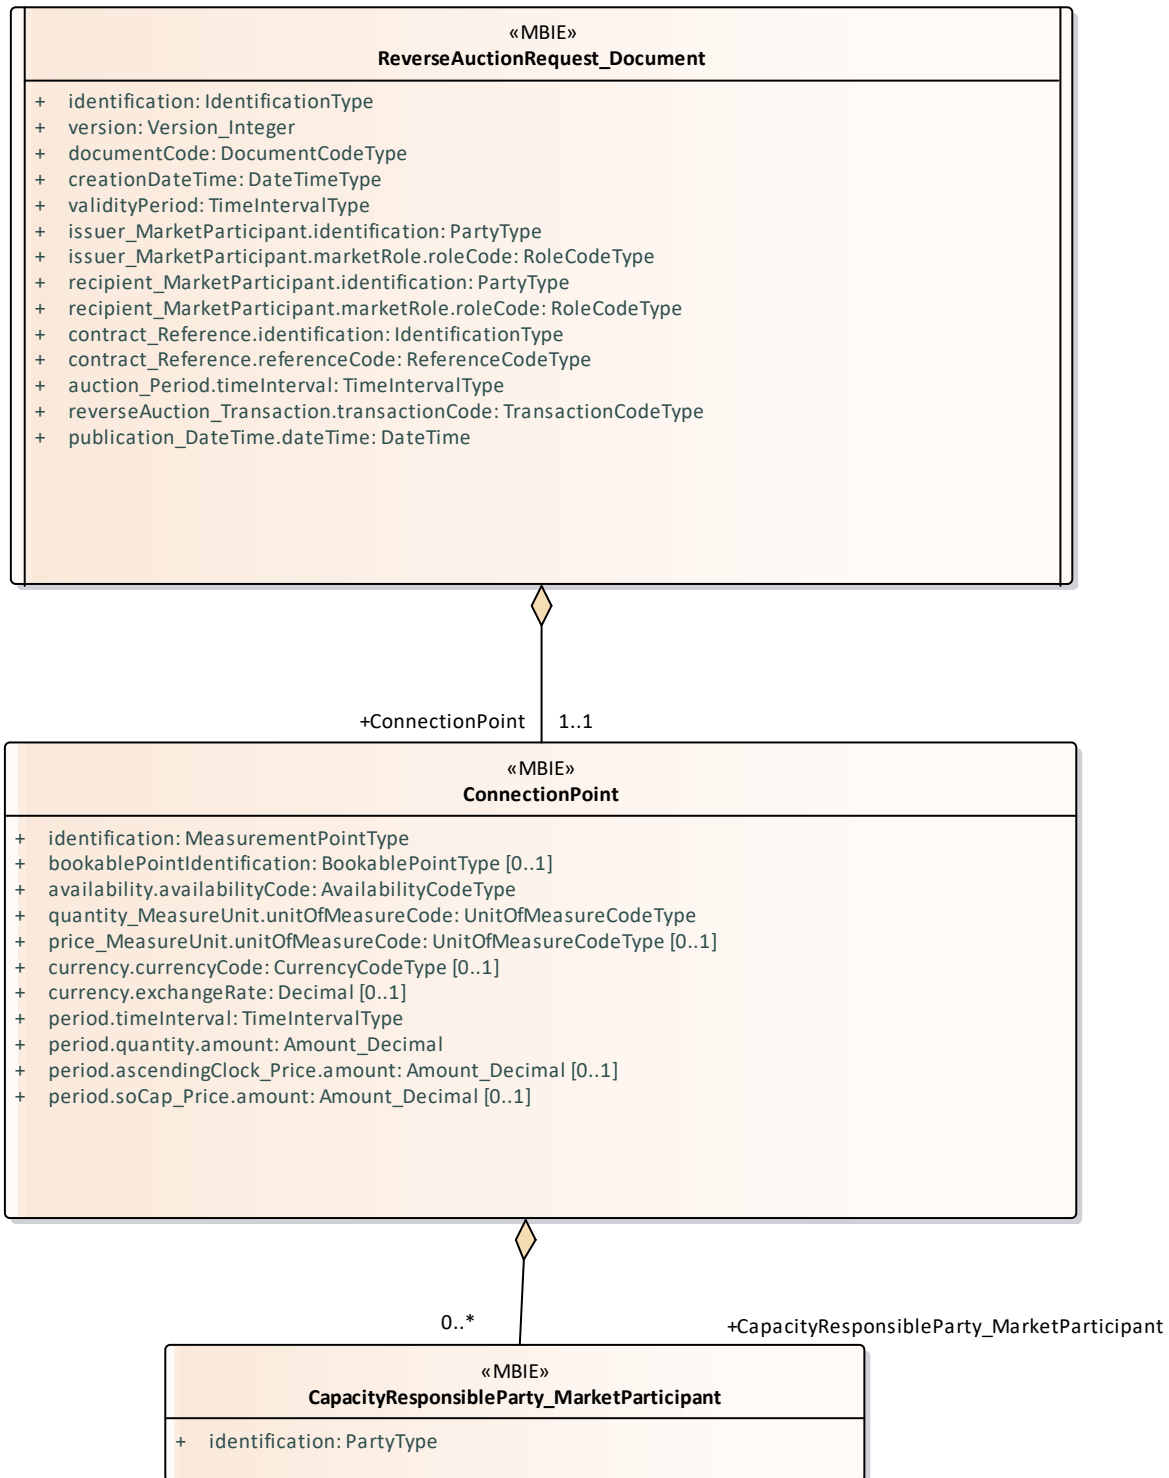 «MBIE»
ReverseAuctionRequest_Document
+ identification: IdentificationType
+ version: Version_Integer
+ documentCode: DocumentCodeType
+ creationDateTime: DateTimeType
+ validityPeriod: TimeIntervalType
+ issuer_MarketParticipant.identification: PartyType
+ issuer_MarketParticipant.marketRole.roleCode: RoleCodeType
+ recipient_MarketParticipant.identification: PartyType
+ recipient_MarketParticipant.marketRole.roleCode: RoleCodeType
+ contract_Reference.identification: IdentificationType
+ contract_Reference.referenceCode: ReferenceCodeType
+ auction_Period.timeInterval: TimeIntervalType
+ reverseAuction_Transaction.transactionCode: TransactionCodeType
+ publication_DateTime.dateTime: DateTime
+ConnectionPoint 1..1
«MBIE»
ConnectionPoint
+ identification: MeasurementPointType
+ bookablePointIdentification: BookablePointType [0..1]
+ availability.availabilityCode: AvailabilityCodeType
+ quantity_MeasureUnit.unitOfMeasureCode: UnitOfMeasureCodeType
+ price_MeasureUnit.unitOfMeasureCode: UnitOfMeasureCodeType [0..1]
+ currency.currencyCode: CurrencyCodeType [0..1]
+ currency.exchangeRate: Decimal [0..1]
+ period.timeInterval: TimeIntervalType
+ period.quantity.amount: Amount_Decimal
+ period.ascendingClock_Price.amount: Amount_Decimal [0..1]
+ period.soCap_Price.amount: Amount_Decimal [0..1]
0..* +CapacityResponsibleParty_MarketParticipant
«MBIE»
CapacityResponsibleParty_MarketParticipant
+ identification: PartyType